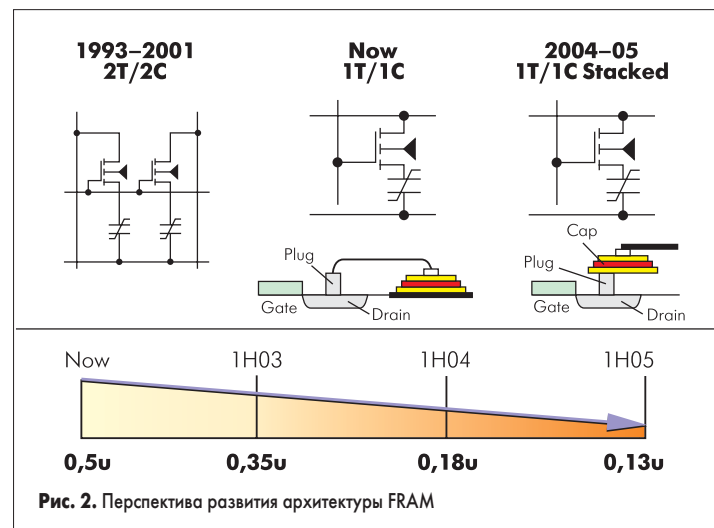 1993–2001
2T/2C
Now
1T/1C
2004–05
1T/1C Stacked
Plug
Gate
Drain
Cap
Plug
Gate
Drain
Now
1H03
1H04
1H05
0,5u
0,35u
0,18u
0,13u
Рис. 2. Перспектива развития архитектуры FRAM